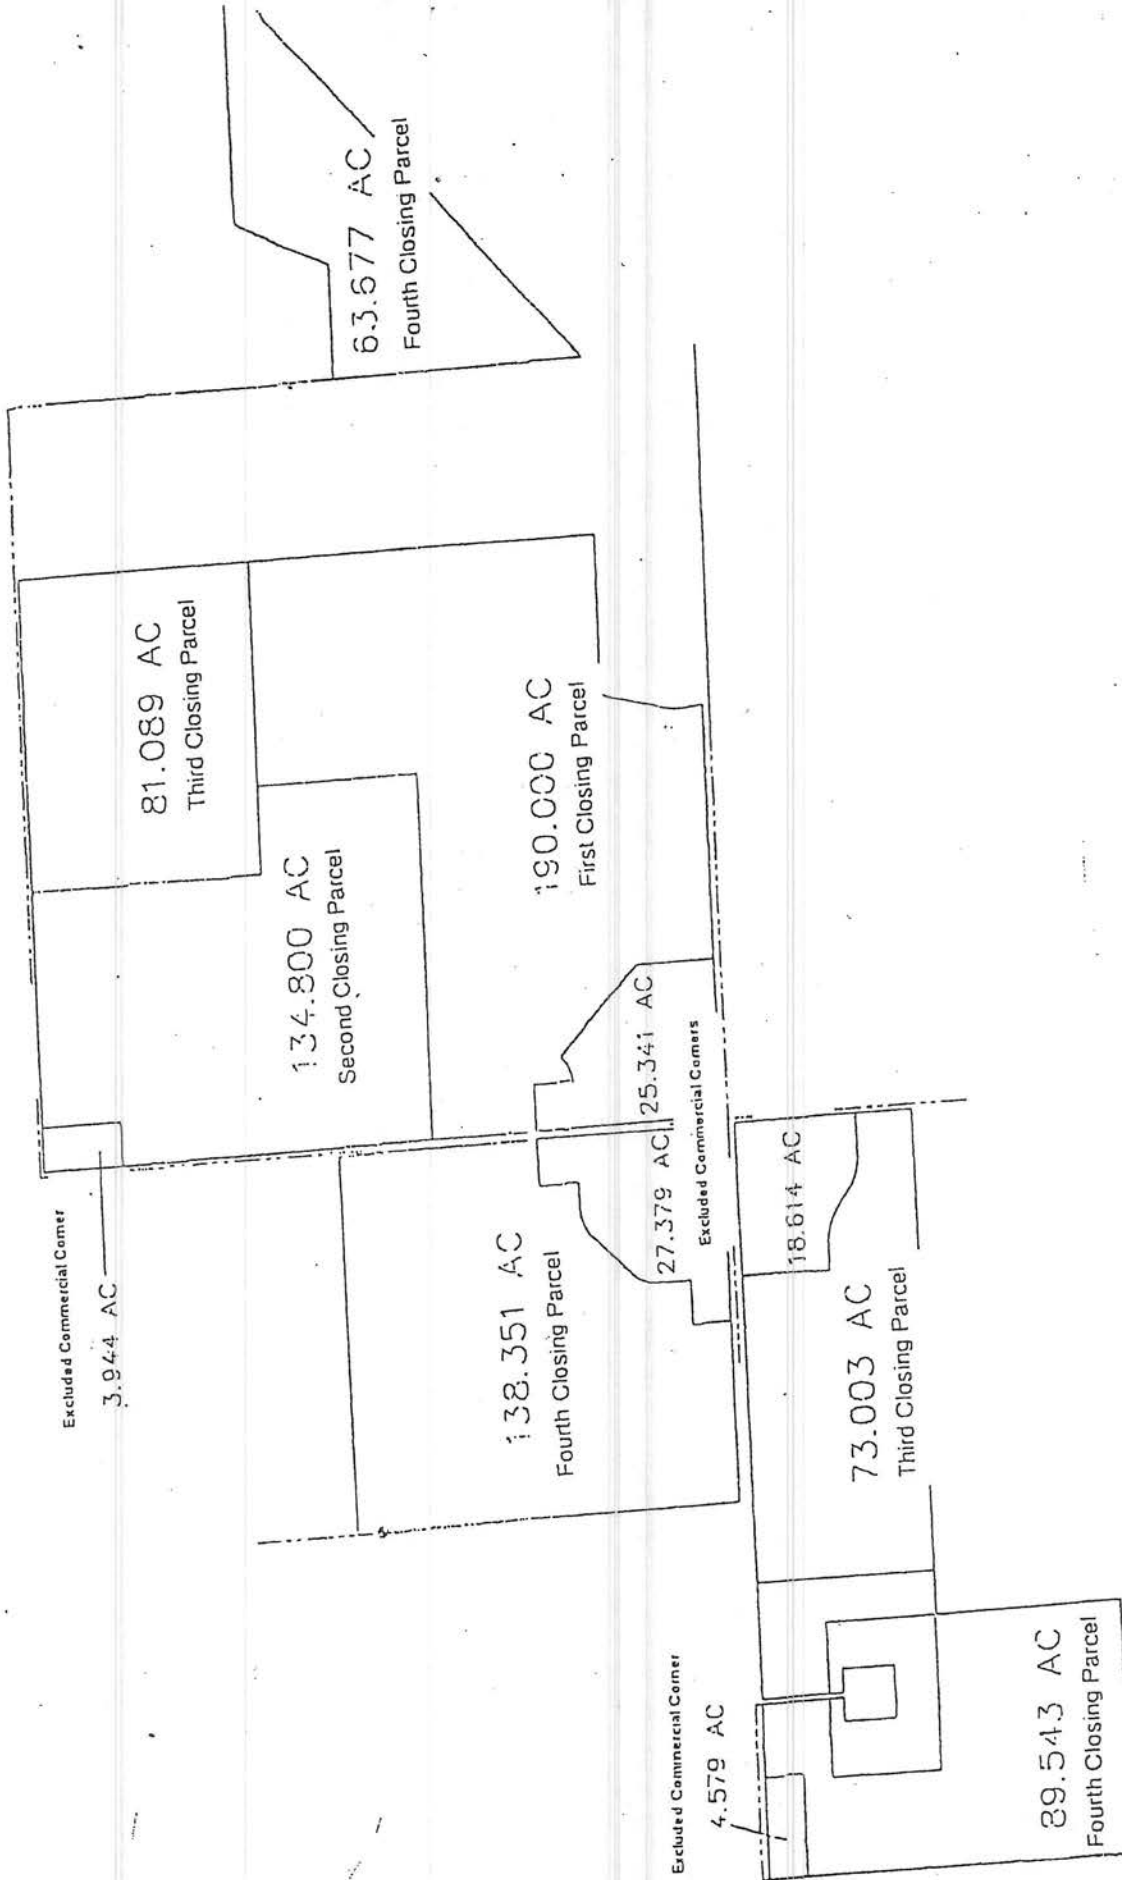 63.677 AC
Fourth Closing Parcel
81.089 AC
Third Closing Parcel
134.800 AC
Second Closing Parcel
190.000 AC
First Closing Parcel
Excluded Commercial Corner
3.944 AC
25.341 AC
27.379 AC
Excluded Commercial Corners
18.614 AC
138.351 AC
Fourth Closing Parcel
73.003 AC
Third Closing Parcel
Excluded Commercial Corner
4.579 AC
89.543 AC
Fourth Closing Parcel